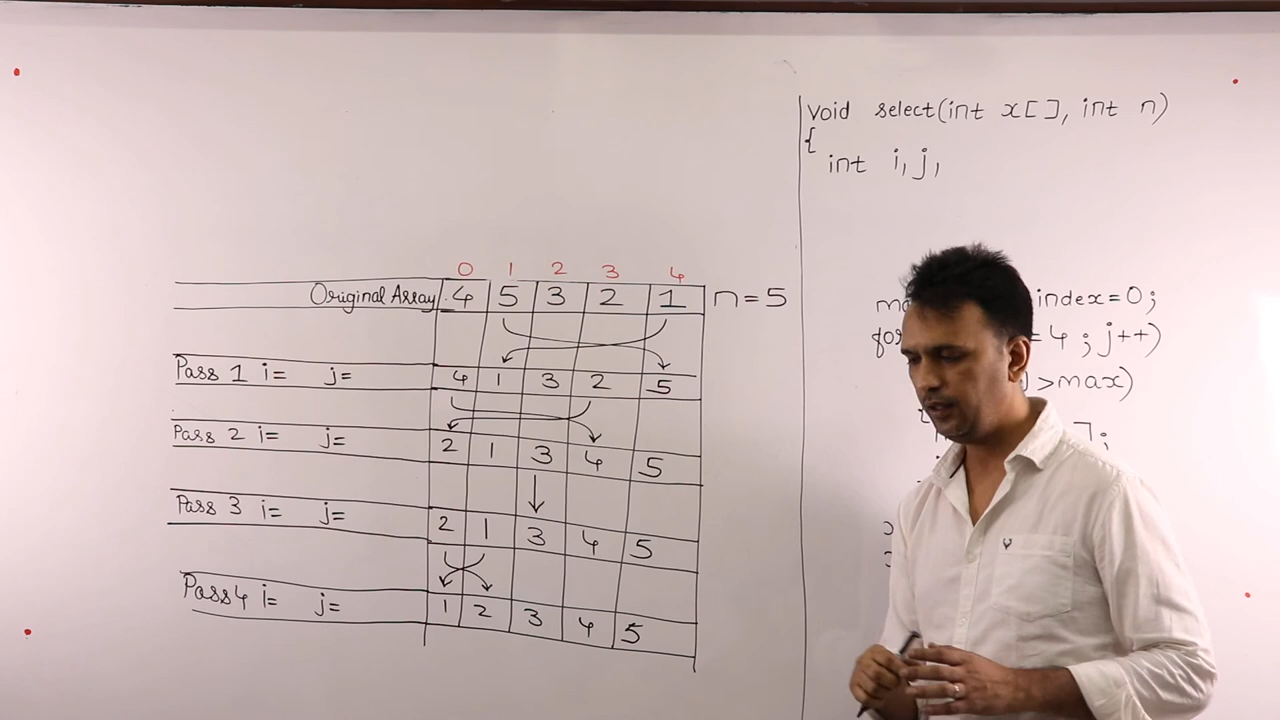 0 1 2 3 4
Original Array 4 5 3 2 1 n=5
Pass 1 i= j= 4 1 3 2 5
Pass 2 i= j= 2 1 3 4 5
Pass 3 i= j= 2 1 3 4 5
Pass4 i= j= 1 2 3 4 5
void select(int x[], int n)
{
int i, j,
index=0;
=4 ; j++)
>max)
];